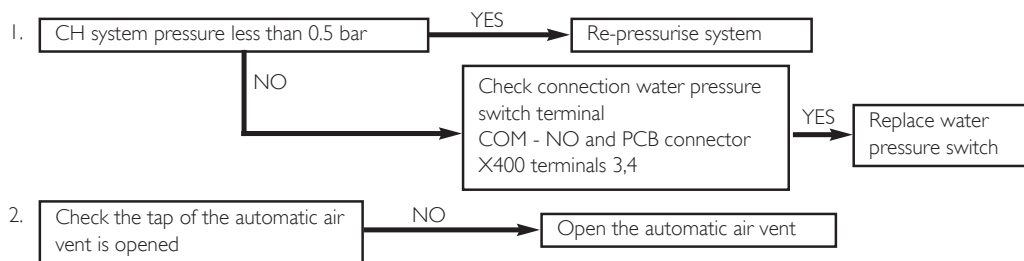 1. CH system pressure less than 0.5 bar
YES
Re-pressurise system
NO
Check connection water pressure
switch terminal
COM - NO and PCB connector
X400 terminals 3,4
YES
Replace water
pressure switch
2. Check the tap of the automatic air
vent is opened
NO
Open the automatic air vent